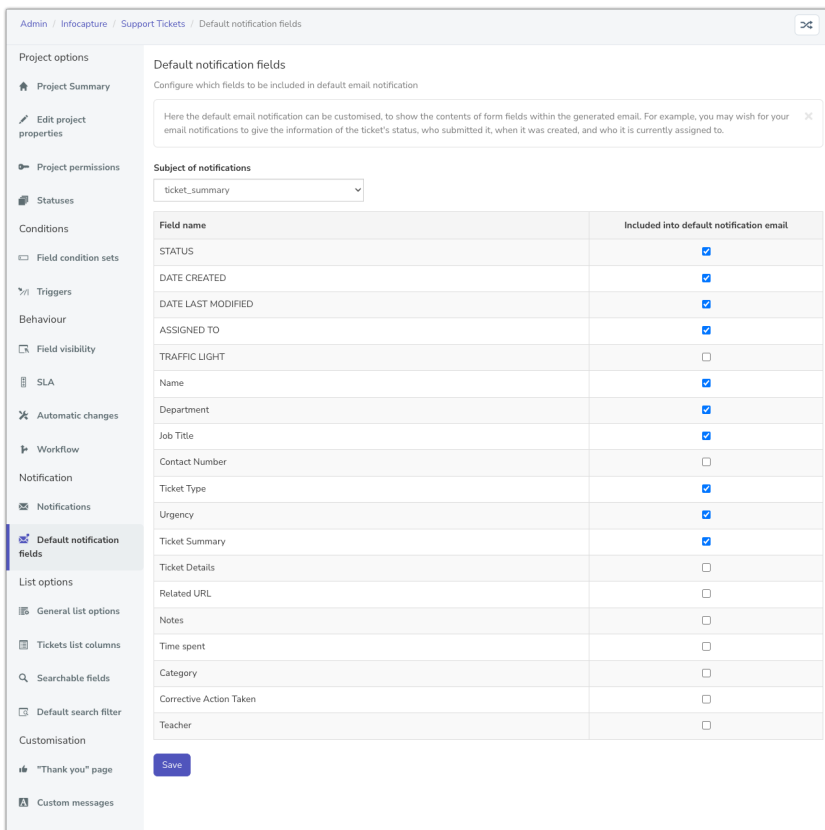 Admin / Infocapture / Support Tickets / Default notification fields
Project options
Project Summary
Edit project
properties
Project permissions
Statuses
Conditions
Field condition sets
Triggers
Behaviour
Field visibility
SLA
Automatic changes
Workflow
Notification
Notifications
Default notification
fields
List options
General list options
Tickets list columns
Searchable fields
Default search filter
Customisation
"Thank you" page
Custom messages
Default notification fields
Configure which fields to be included in default email notification
Here the default email notification can be customised, to show the contents of form fields within the generated email. For example, you may wish for your
email notifications to give the information of the ticket's status, who submitted it, when it was created, and who it is currently assigned to.
Subject of notifications
ticket_summary
Field name Included into default notification email
STATUS
DATE CREATED
DATE LAST MODIFIED
ASSIGNED TO
TRAFFIC LIGHT
Name
Department
Job Title
Contact Number
Ticket Type
Urgency
Ticket Summary
Ticket Details
Related URL
Notes
Time spent
Category
Corrective Action Taken
Teacher
Save